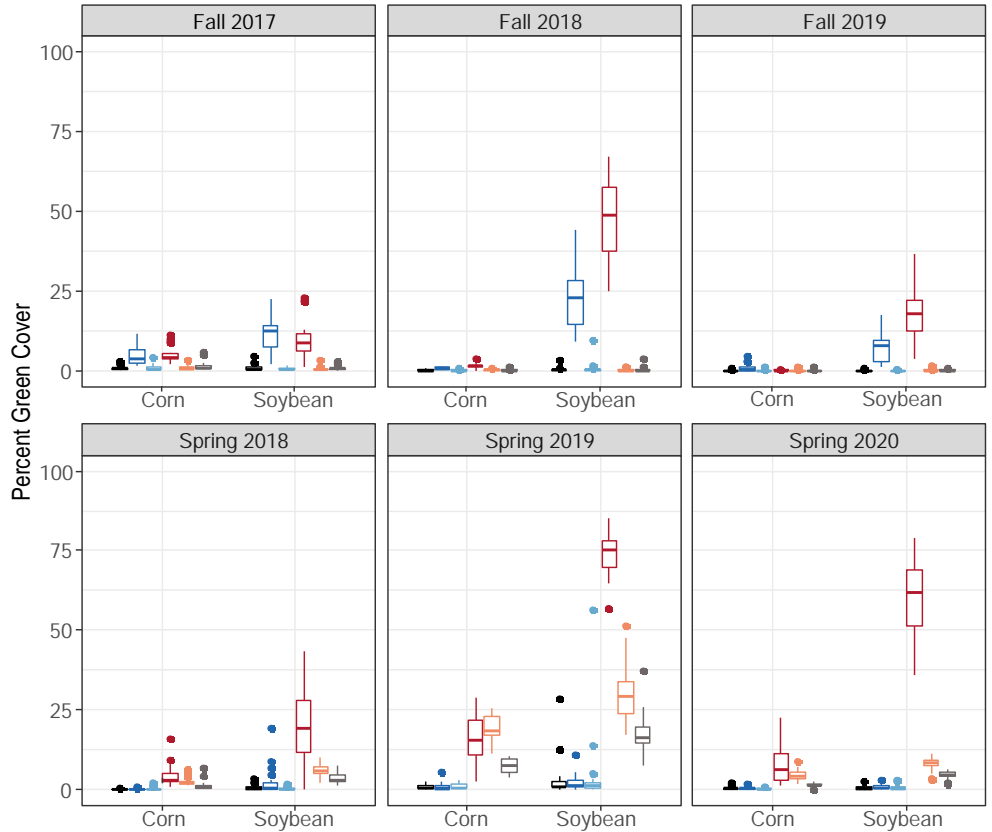 Fall 2017 Fall 2018 Fall 2019
100
75
50
25
0
Corn Soybean Corn Soybean Corn Soybean
Percent Green Cover
Spring 2018 Spring 2019 Spring 2020
100
75
50
25
0
Corn Soybean Corn Soybean Corn Soybean